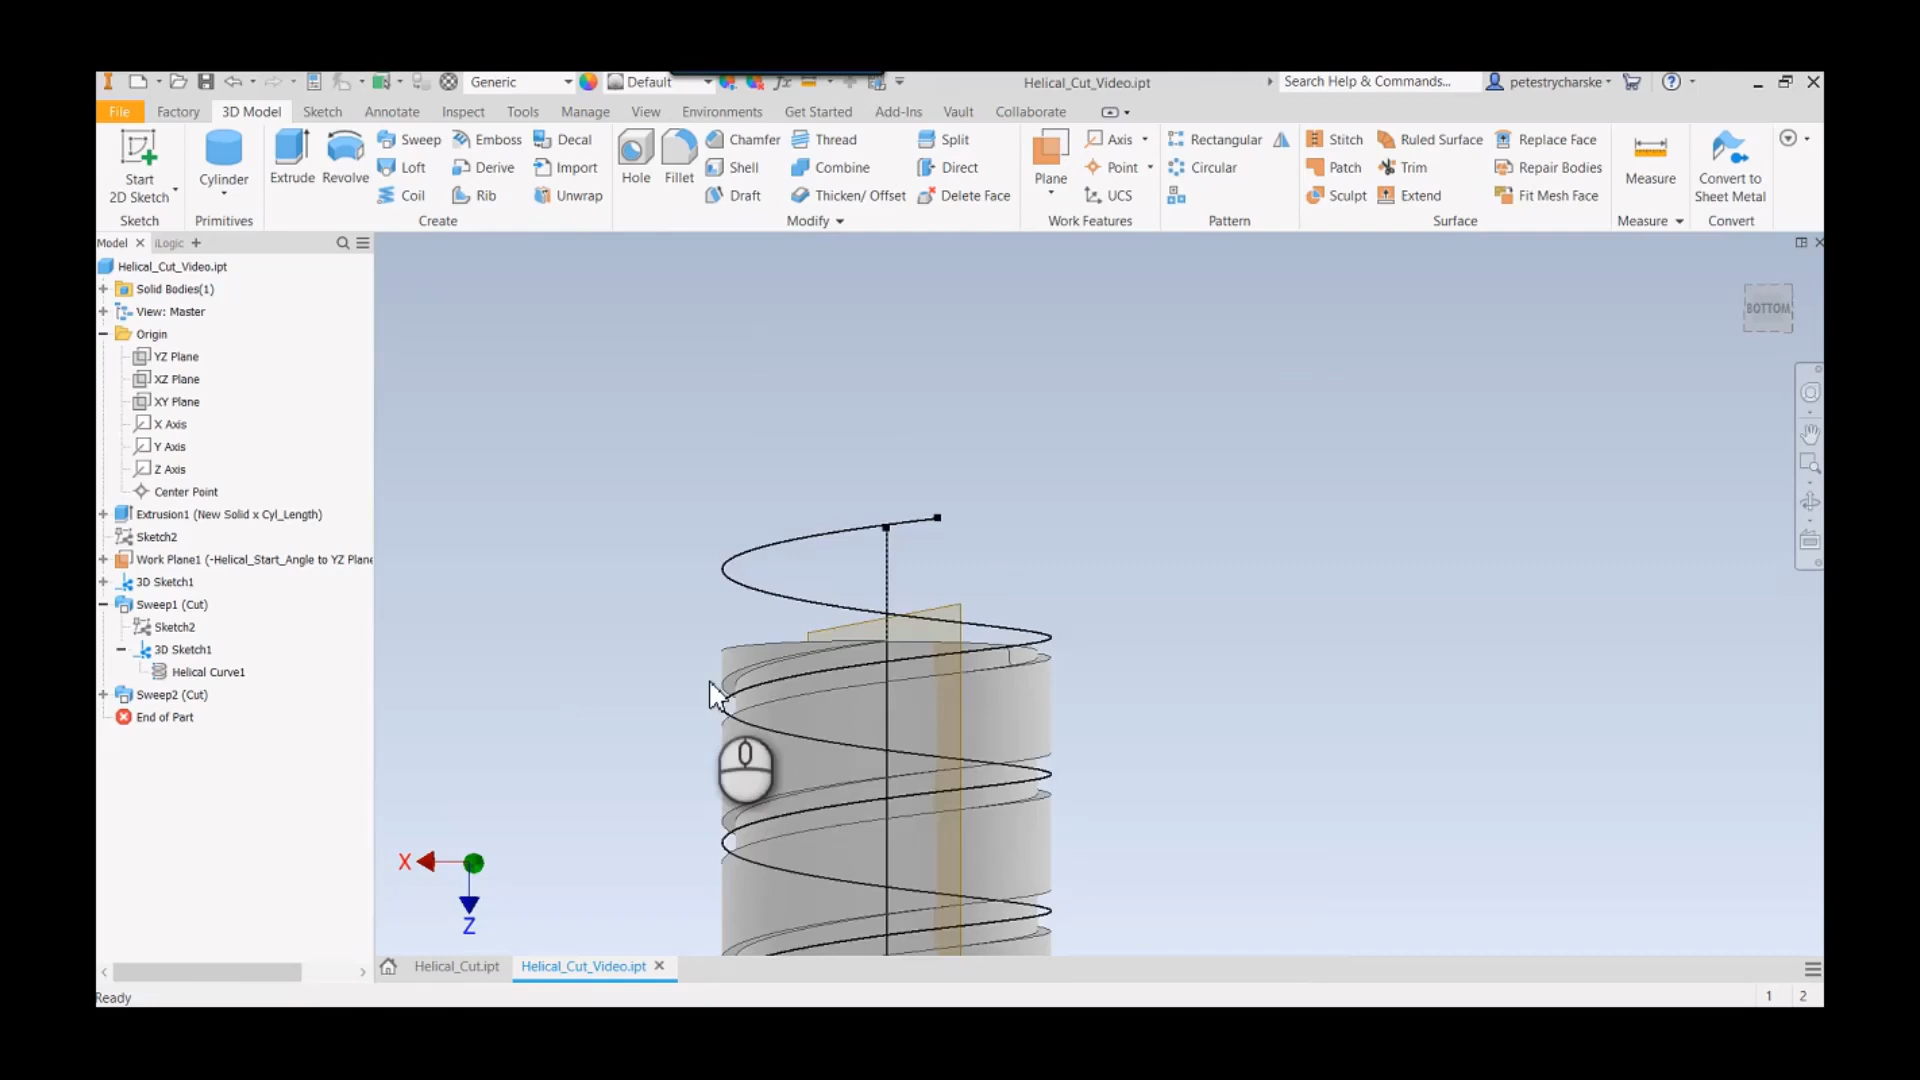 Generic
Default
Helical_Cut_Video.ipt
Search Help & Commands...
petestrycharske
File Factory 3D Model Sketch Annotate Inspect Tools Manage View Environments Get Started Add-Ins Vault Collaborate
Start
2D Sketch
Sketch
Cylinder
Primitives
Extrude
Revolve
Sweep Emboss Decal
Loft Derive Import
Coil Rib Unwrap
Create
Hole
Fillet
Chamfer Thread Split
Shell Combine Direct
Draft Thicken/ Offset Delete Face
Modify
Plane
Axis
Point
UCS
Work Features
Rectangular
Circular
Pattern
Stitch Ruled Surface Replace Face
Patch Trim Repair Bodies
Sculpt Extend Fit Mesh Face
Surface
Measure
Measure
Convert to
Sheet Metal
Convert
Model iLogic
Helical_Cut_Video.ipt
Solid Bodies(1)
View: Master
Origin
YZ Plane
XZ Plane
XY Plane
X Axis
Y Axis
Z Axis
Center Point
Extrusion1 (New Solid x Cyl_Length)
Sketch2
Work Plane1 (-Helical_Start_Angle to YZ Plane
3D Sketch1
Sweep1 (Cut)
Sketch2
3D Sketch1
Helical Curve1
Sweep2 (Cut)
End of Part
BOTTOM
X
Z
Helical_Cut.ipt Helical_Cut_Video.ipt
Ready
1 2